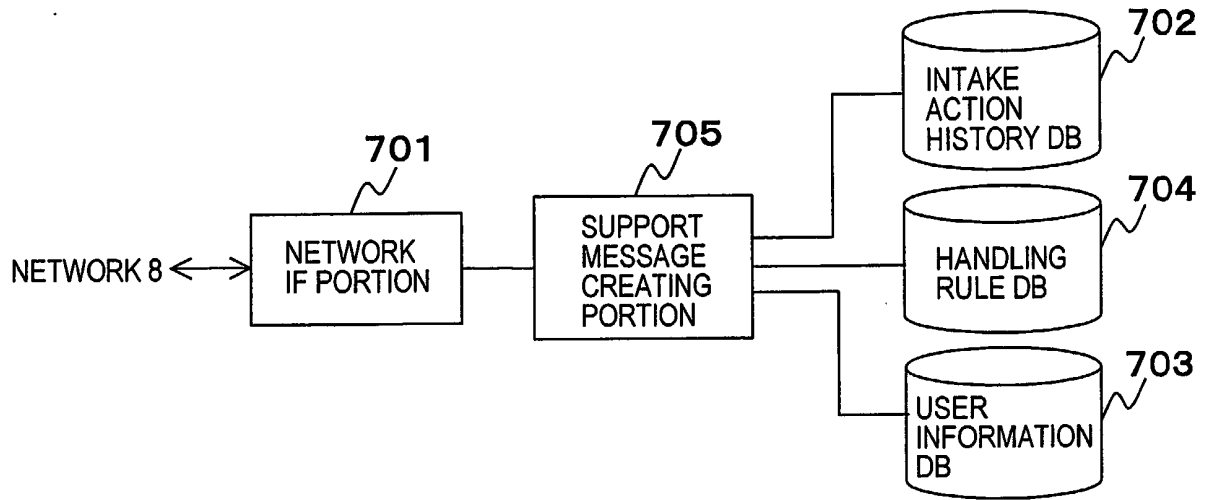 702
INTAKE
ACTION
HISTORY DB
705
701
704
SUPPORT
MESSAGE
CREATING
PORTION
NETWORK
IF PORTION
NETWORK 8
HANDLING
RULE DB
703
USER
INFORMATION
DB